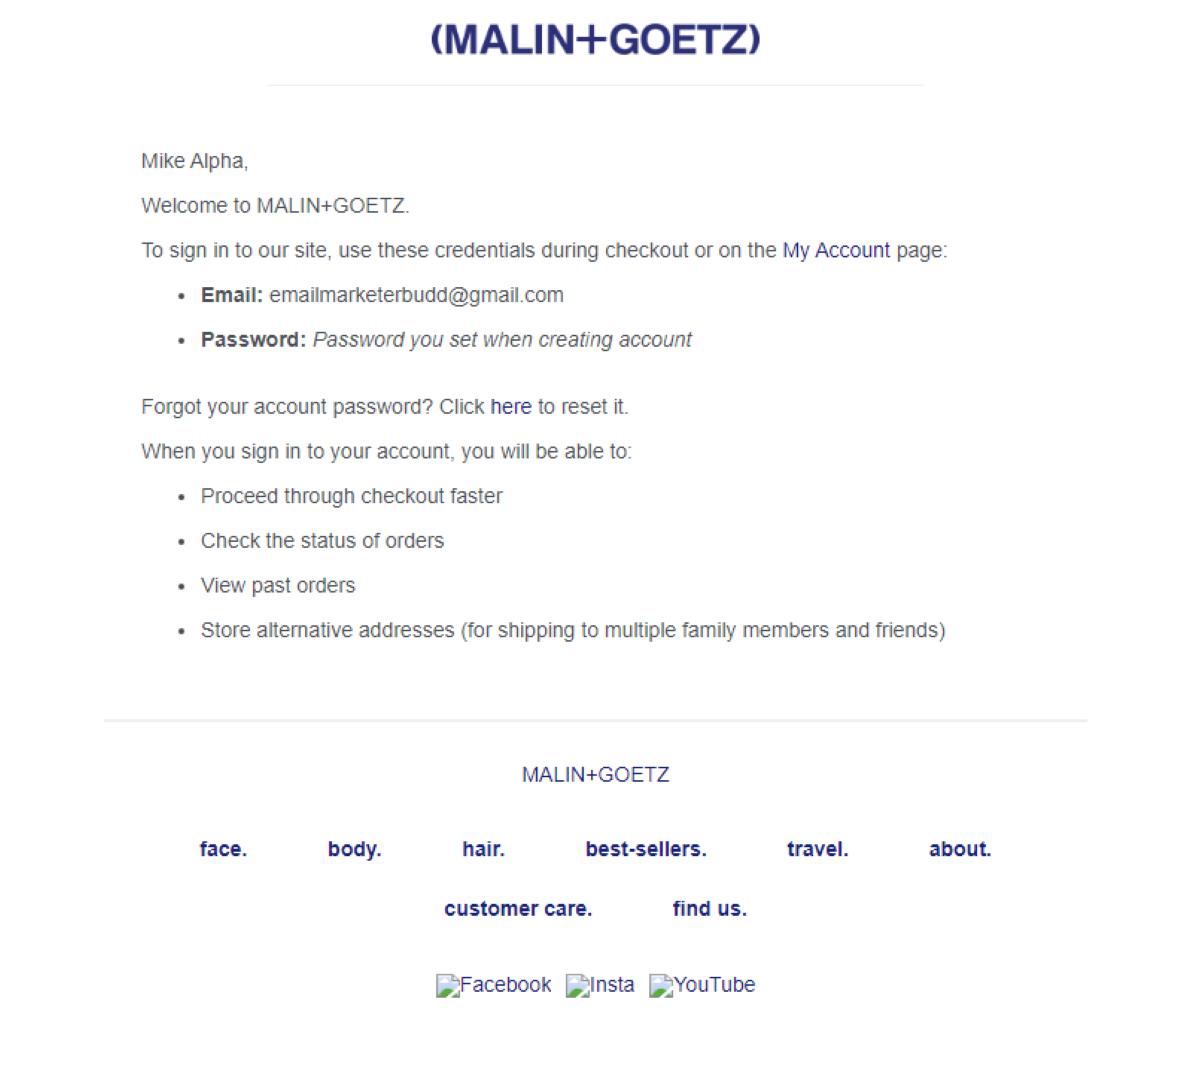 (MALIN+GOETZ)
Mike Alpha,
Welcome to MALIN+GOETZ.
To sign in to our site, use these credentials during checkout or on the My Account page:
• Email: emailmarketerbudd@gmail.com
• Password: Password you set when creating account
Forgot your account password? Click here to reset it.
When you sign in to your account, you will be able to:
• Proceed through checkout faster
• Check the status of orders
• View past orders
• Store alternative addresses (for shipping to multiple family members and friends)
MALIN+GOETZ
face. body. hair. best-sellers. travel. about.
customer care. find us.
Facebook Insta YouTube